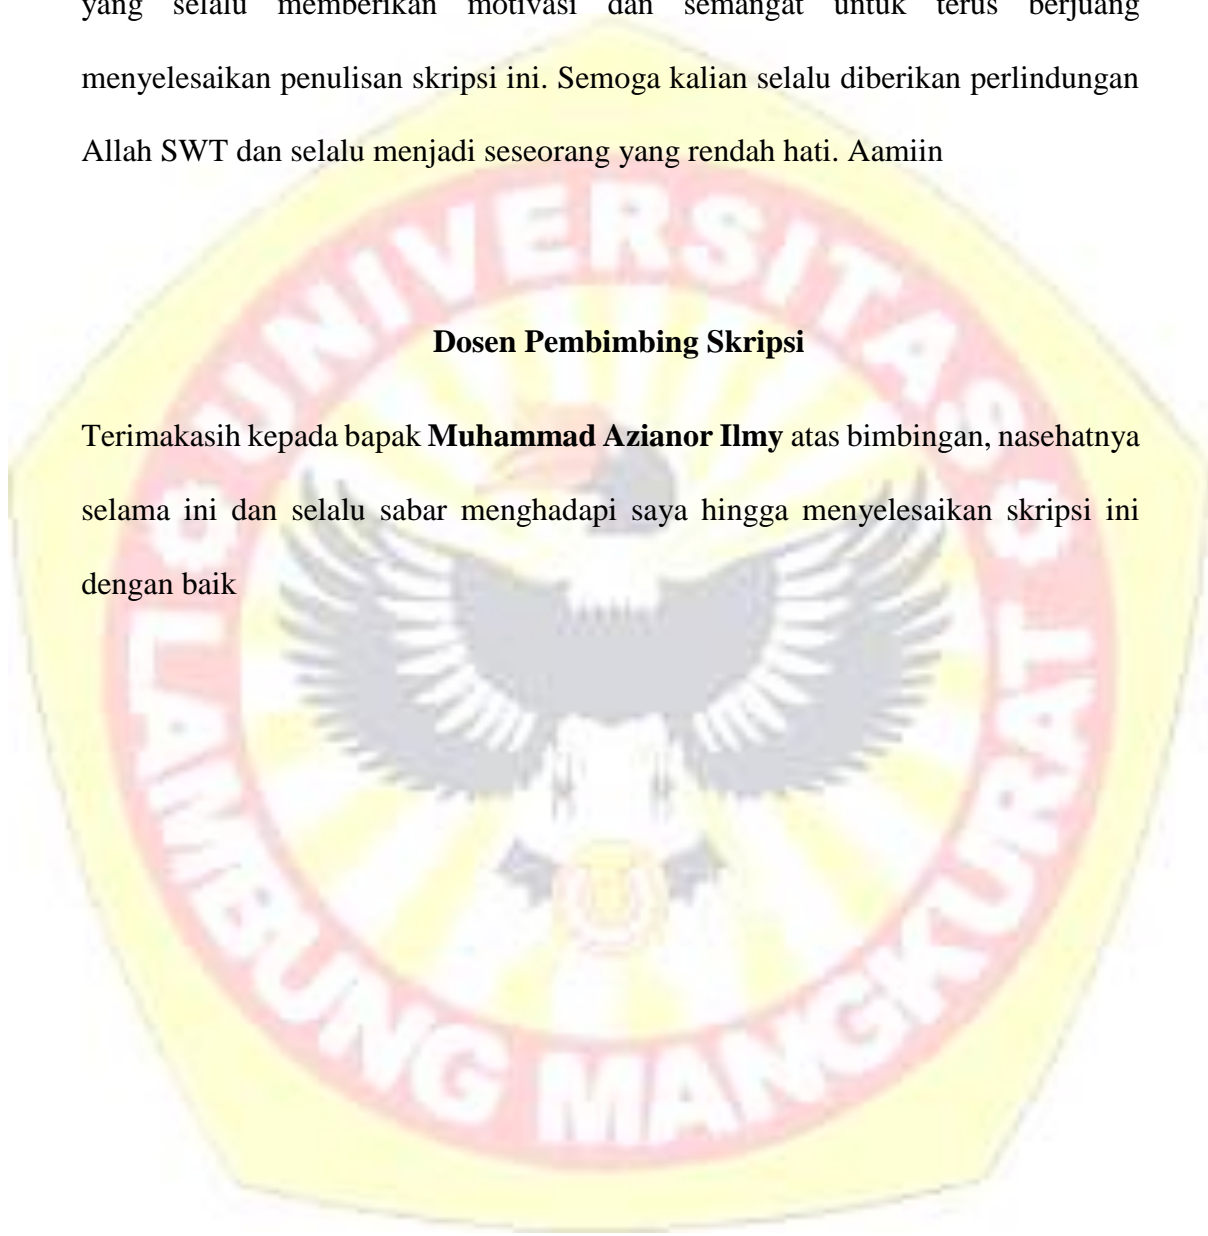 yang selalu memberikan motivasi dan semangat untuk terus berjuang
menyelesaikan penulisan skripsi ini. Semoga kalian selalu diberikan perlindungan
Allah SWT dan selalu menjadi seseorang yang rendah hati. Aamiin
UNIVERSITAS
Dosen Pembimbing Skripsi
Terimakasih kepada bapak Muhammad Azianor Ilmy atas bimbingan, nasehatnya
selama ini dan selalu sabar menghadapi saya hingga menyelesaikan skripsi ini
dengan baik
LAMBUNG MANGKURAT